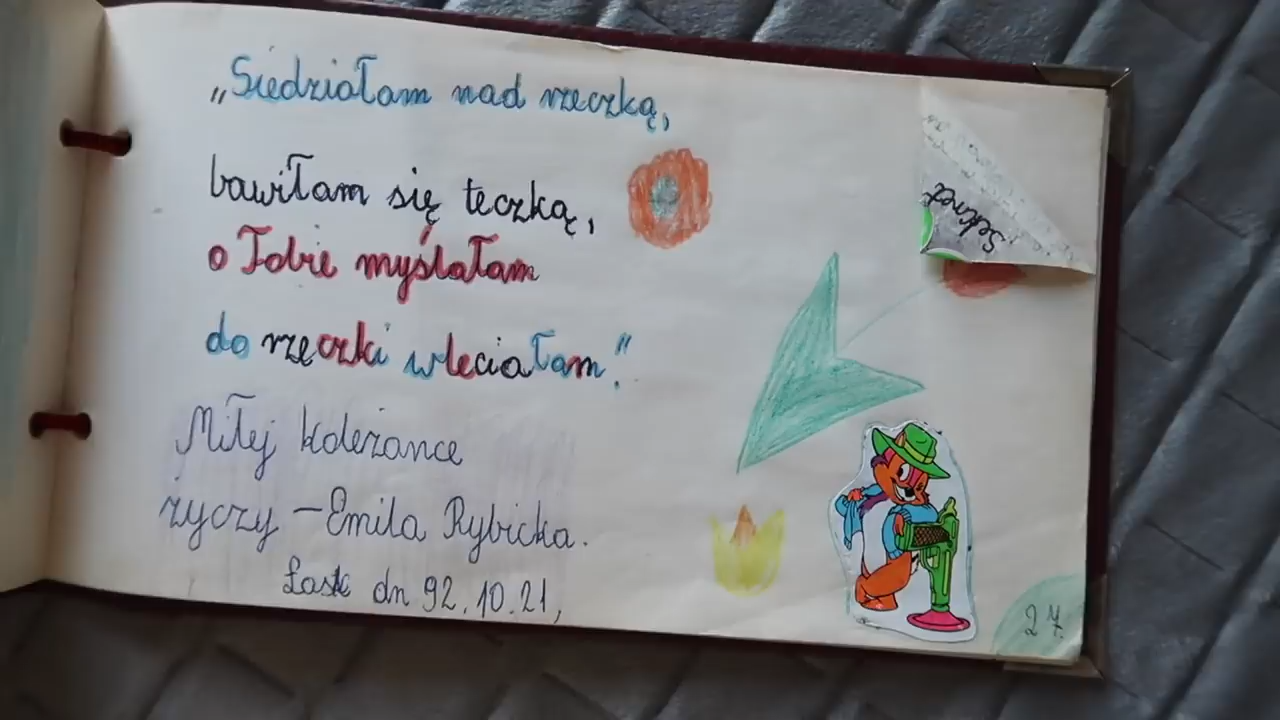 „Siedziałam nad rzeczką,
bawiłam się teczką,
o Tobie myślałam
do rzęczki wleciałam."
Miłej koleżance
życzy – Emila Rybicka.
Łask dn 92.10.21,
Sekret
27.